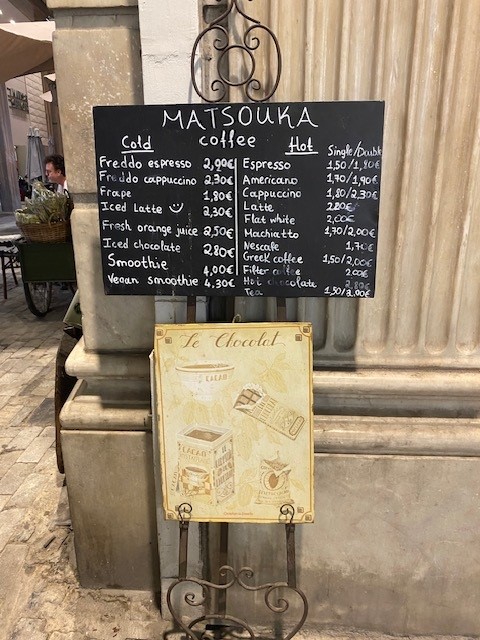 MATSOUKA
coffee
Cold
Freddo espresso 2,00€
Freddo cappuccino 2,30€
Frape 1,80€
Iced Latte 2,30€
Fresh orange juice 2,50€
Iced chocolate 2.80€
Smoothie 4,00€
Vegan smoothie 4,30€
Hot Single/Double
Espresso 1,50/1,80€
Americano 1,70/1,90€
Cappuccino 1,80/2,30€
Latte 2,20€
Flat white 2,00€
Machiatto 1,70/2,00€
Nescafe 1,70€
Greek coffee 1,50/2,00€
Filter coffee 2.00€
Hot chocolate 2,80€
Tea 1,50/3,00€
Le Chocolat
CACAO
CACAO